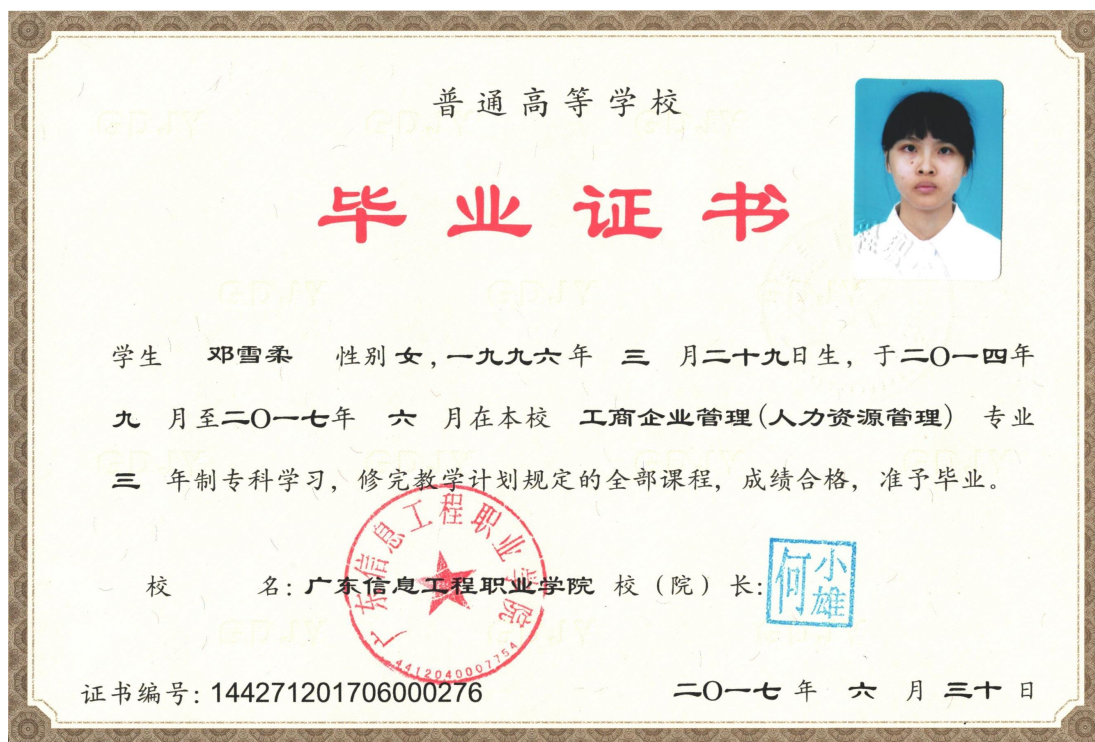 普通高等学校
毕业证书
学生 邓雪柔 性别女,一九九六年 三 月二十九日生,于二O一四年
九 月至二O一七年 六 月在本校 工商企业管理(人力资源管理) 专业
三 年制专科学习,修完教学计划规定的全部课程,成绩合格,准予毕业。
广东信息工程职业学院
4412040007754
校 名:广东信息工程职业学院 校(院)长:
何小雄
证书编号:144271201706000276
二O一七 年 六 月 三十 日